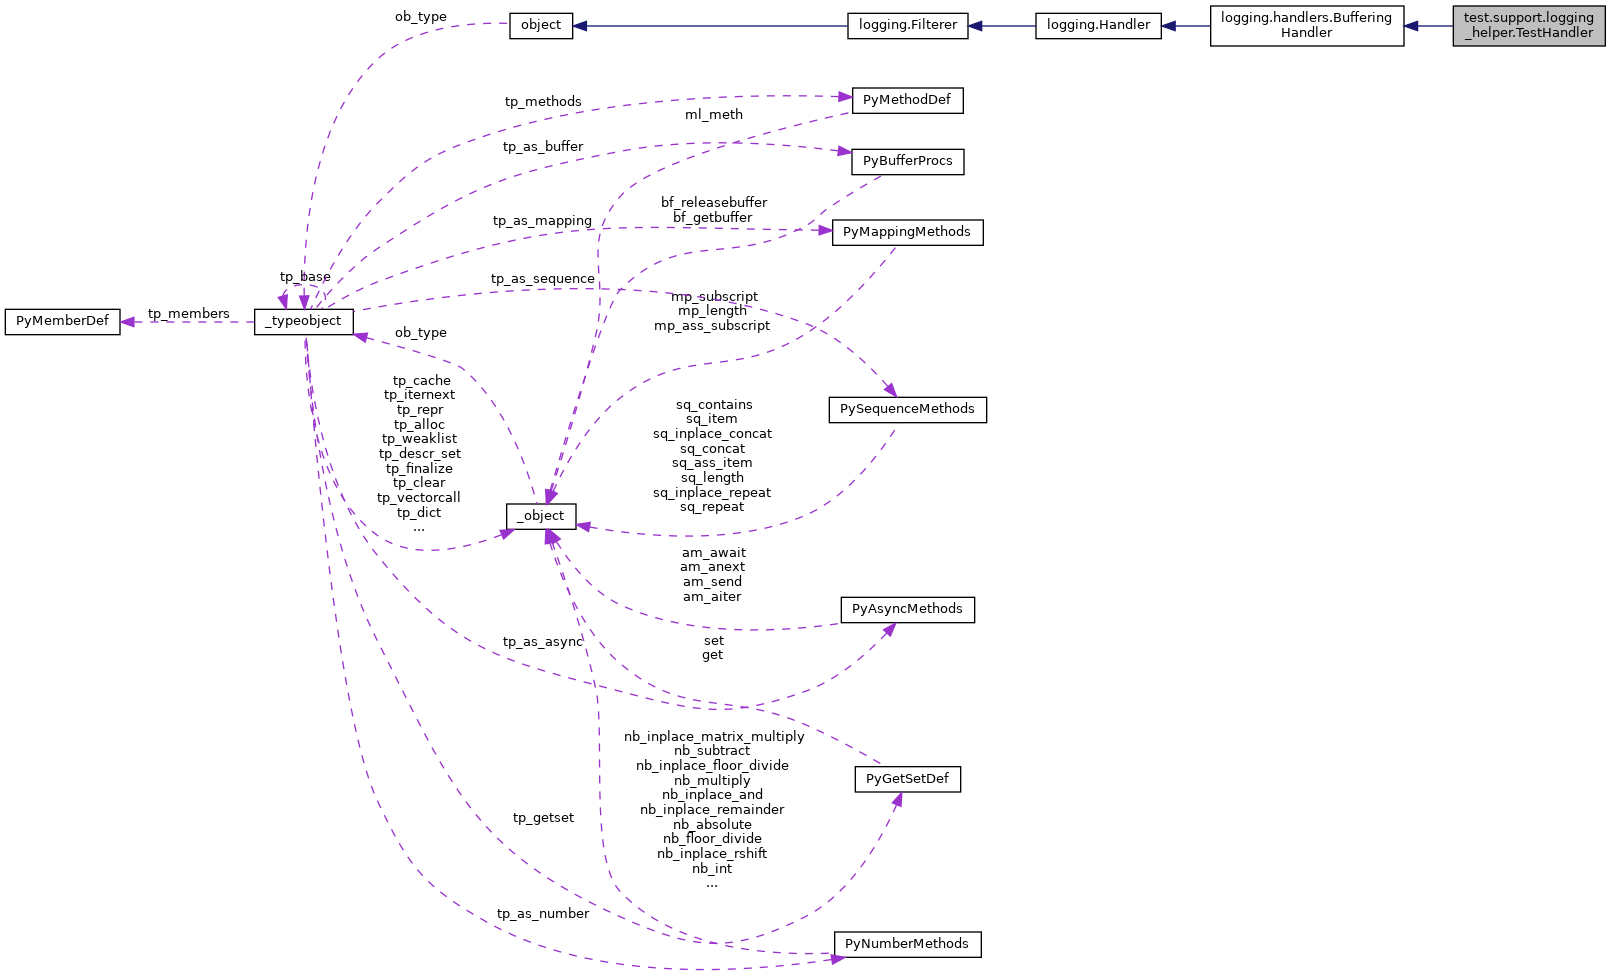 ob_type
object
logging.Filterer
logging.Handler
logging.handlers.Buffering
Handler
test.support.logging
_helper.TestHandler
tp_methods
ml_meth
PyMethodDef
tp_as_buffer
PyBufferProcs
tp_as_mapping
bf_releasebuffer
bf_getbuffer
PyMappingMethods
tp_base
tp_as_sequence
mp_subscript
mp_length
mp_ass_subscript
PyMemberDef
tp_members
_typeobject
ob_type
tp_cache
tp_iternext
tp_repr
tp_alloc
tp_weaklist
tp_descr_set
tp_finalize
tp_clear
tp_vectorcall
tp_dict
...
sq_contains
sq_item
sq_inplace_concat
sq_concat
sq_ass_item
sq_length
sq_inplace_repeat
sq_repeat
PySequenceMethods
_object
am_await
am_anext
am_send
am_aiter
PyAsyncMethods
tp_as_async
set
get
nb_inplace_matrix_multiply
nb_subtract
nb_inplace_floor_divide
nb_multiply
nb_inplace_and
nb_inplace_remainder
nb_absolute
nb_floor_divide
nb_inplace_rshift
nb_int
...
PyGetSetDef
tp_getset
tp_as_number
PyNumberMethods